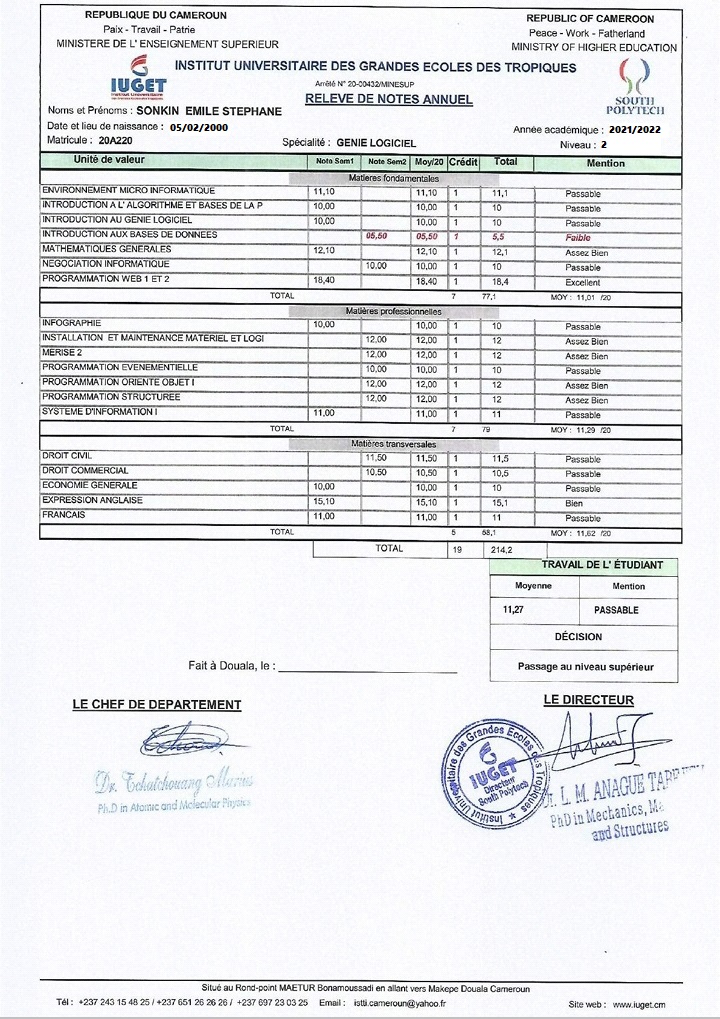 REPUBLIQUE DU CAMEROUN
Paix - Travail - Patrie
MINISTERE DE L' ENSEIGNEMENT SUPERIEUR
REPUBLIC OF CAMEROON
Peace - Work - Fatherland
MINISTRY OF HIGHER EDUCATION
IUGET
INSTITUT UNIVERSITAIRE DES GRANDES ECOLES DES TROPIQUES
Arrêté N° 20-00432/MINESUP
RELEVE DE NOTES ANNUEL
SOUTH
POLYTECH
Noms et Prénoms : SONKIN EMILE STEPHANE
Date et lieu de naissance : 05/02/2000
Matricule : 20A220
Spécialité : GENIE LOGICIEL
Année académique : 2021/2022
Niveau : 2
Unité de valeur Note Sem1 Note Sem2 Moy/20 Crédit Total Mention
Matieres fondamentales
ENVIRONNEMENT MICRO INFORMATIQUE 11,10 11,10 1 11,1 Passable
INTRODUCTION A L' ALGORITHME ET BASES DE LA P 10,00 10,00 1 10 Passable
INTRODUCTION AU GENIE LOGICIEL 10,00 10,00 1 10 Passable
INTRODUCTION AUX BASES DE DONNEES 05,50 05,50 1 5,5 Faible
MATHEMATIQUES GENERALES 12,10 12,10 1 12,1 Assez Bien
NEGOCIATION INFORMATIQUE 10,00 10,00 1 10 Passable
PROGRAMMATION WEB 1 ET 2 18,40 18,40 1 18,4 Excellent
TOTAL 7 77,1 MOY : 11,01 /20
Matières professionnelles
INFOGRAPHIE 10,00 10,00 1 10 Passable
INSTALLATION ET MAINTENANCE MATERIEL ET LOGI 12,00 12,00 1 12 Assez Bien
MERISE 2 12,00 12,00 1 12 Assez Bien
PROGRAMMATION EVENEMENTIELLE 10,00 10,00 1 10 Passable
PROGRAMMATION ORIENTE OBJET I 12,00 12,00 1 12 Assez Bien
PROGRAMMATION STRUCTUREE 12,00 12,00 1 12 Assez Bien
SYSTEME D'INFORMATION I 11,00 11,00 1 11 Passable
TOTAL 7 79 MOY : 11,29 /20
Matières transversales
DROIT CIVIL 11,50 11,50 1 11,5 Passable
DROIT COMMERCIAL 10,50 10,50 1 10,5 Passable
ECONOMIE GENERALE 10,00 10,00 1 10 Passable
EXPRESSION ANGLAISE 15,10 15,10 1 15,1 Bien
FRANCAIS 11,00 11,00 1 11 Passable
TOTAL 5 58,1 MOY : 11,62 /20
TOTAL 19 214,2
TRAVAIL DE L' ÉTUDIANT
Moyenne Mention
11,27 PASSABLE
DÉCISION
Passage au niveau supérieur
Fait à Douala, le :
LE CHEF DE DEPARTEMENT
LE DIRECTEUR
Dr. Tchatchouang Marius
Ph.D in Atomic and Molecular Physics
Institut Universitaire des Grandes Ecoles des Tropiques
IUGET
Directeur
South Polytech
Dr. L. M. ANAGUE
PhD in Mechanics,
and Structures
Situé au Rond-point MAETUR Bonamoussadi en allant vers Makepe Douala Cameroun
Tél : +237 243 15 48 25 / +237 651 26 26 26 / +237 697 23 03 25 Email : istti.cameroun@yahoo.fr
Site web : www.iuget.cm